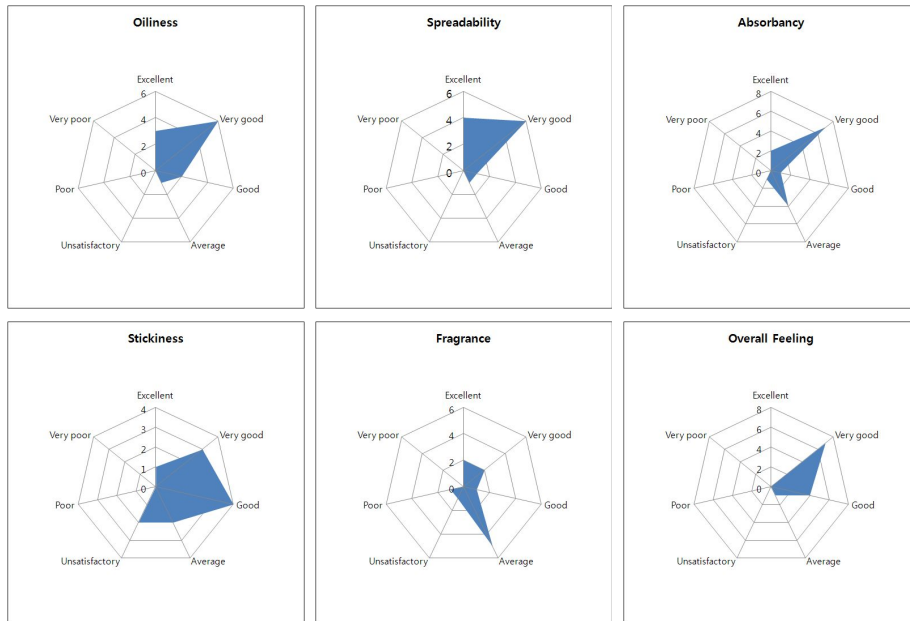 Oiliness
Excellent
6
Very poor
Very good
4
2
0
Poor
Good
Unsatisfactory
Average
Spreadability
Excellent
6
Very poor
Very good
4
2
0
Poor
Good
Unsatisfactory
Average
Absorbancy
Excellent
8
Very poor
Very good
6
4
2
0
Poor
Good
Unsatisfactory
Average
Stickiness
Excellent
4
Very poor
Very good
3
2
1
0
Poor
Good
Unsatisfactory
Average
Fragrance
Excellent
6
Very poor
Very good
4
2
0
Poor
Good
Unsatisfactory
Average
Overall Feeling
Excellent
8
Very poor
Very good
6
4
2
0
Poor
Good
Unsatisfactory
Average